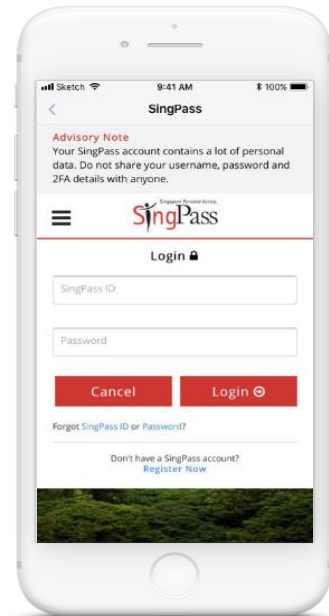 Sketch 9:41 AM 100%
SingPass
Advisory Note
Your SingPass account contains a lot of personal
data. Do not share your username, password and
2FA details with anyone.
Singapore Personal Access
SingPass
Login
SingPass ID
Password
Cancel Login
Forgot SingPass ID or Password?
Don't have a SingPass account?
Register Now